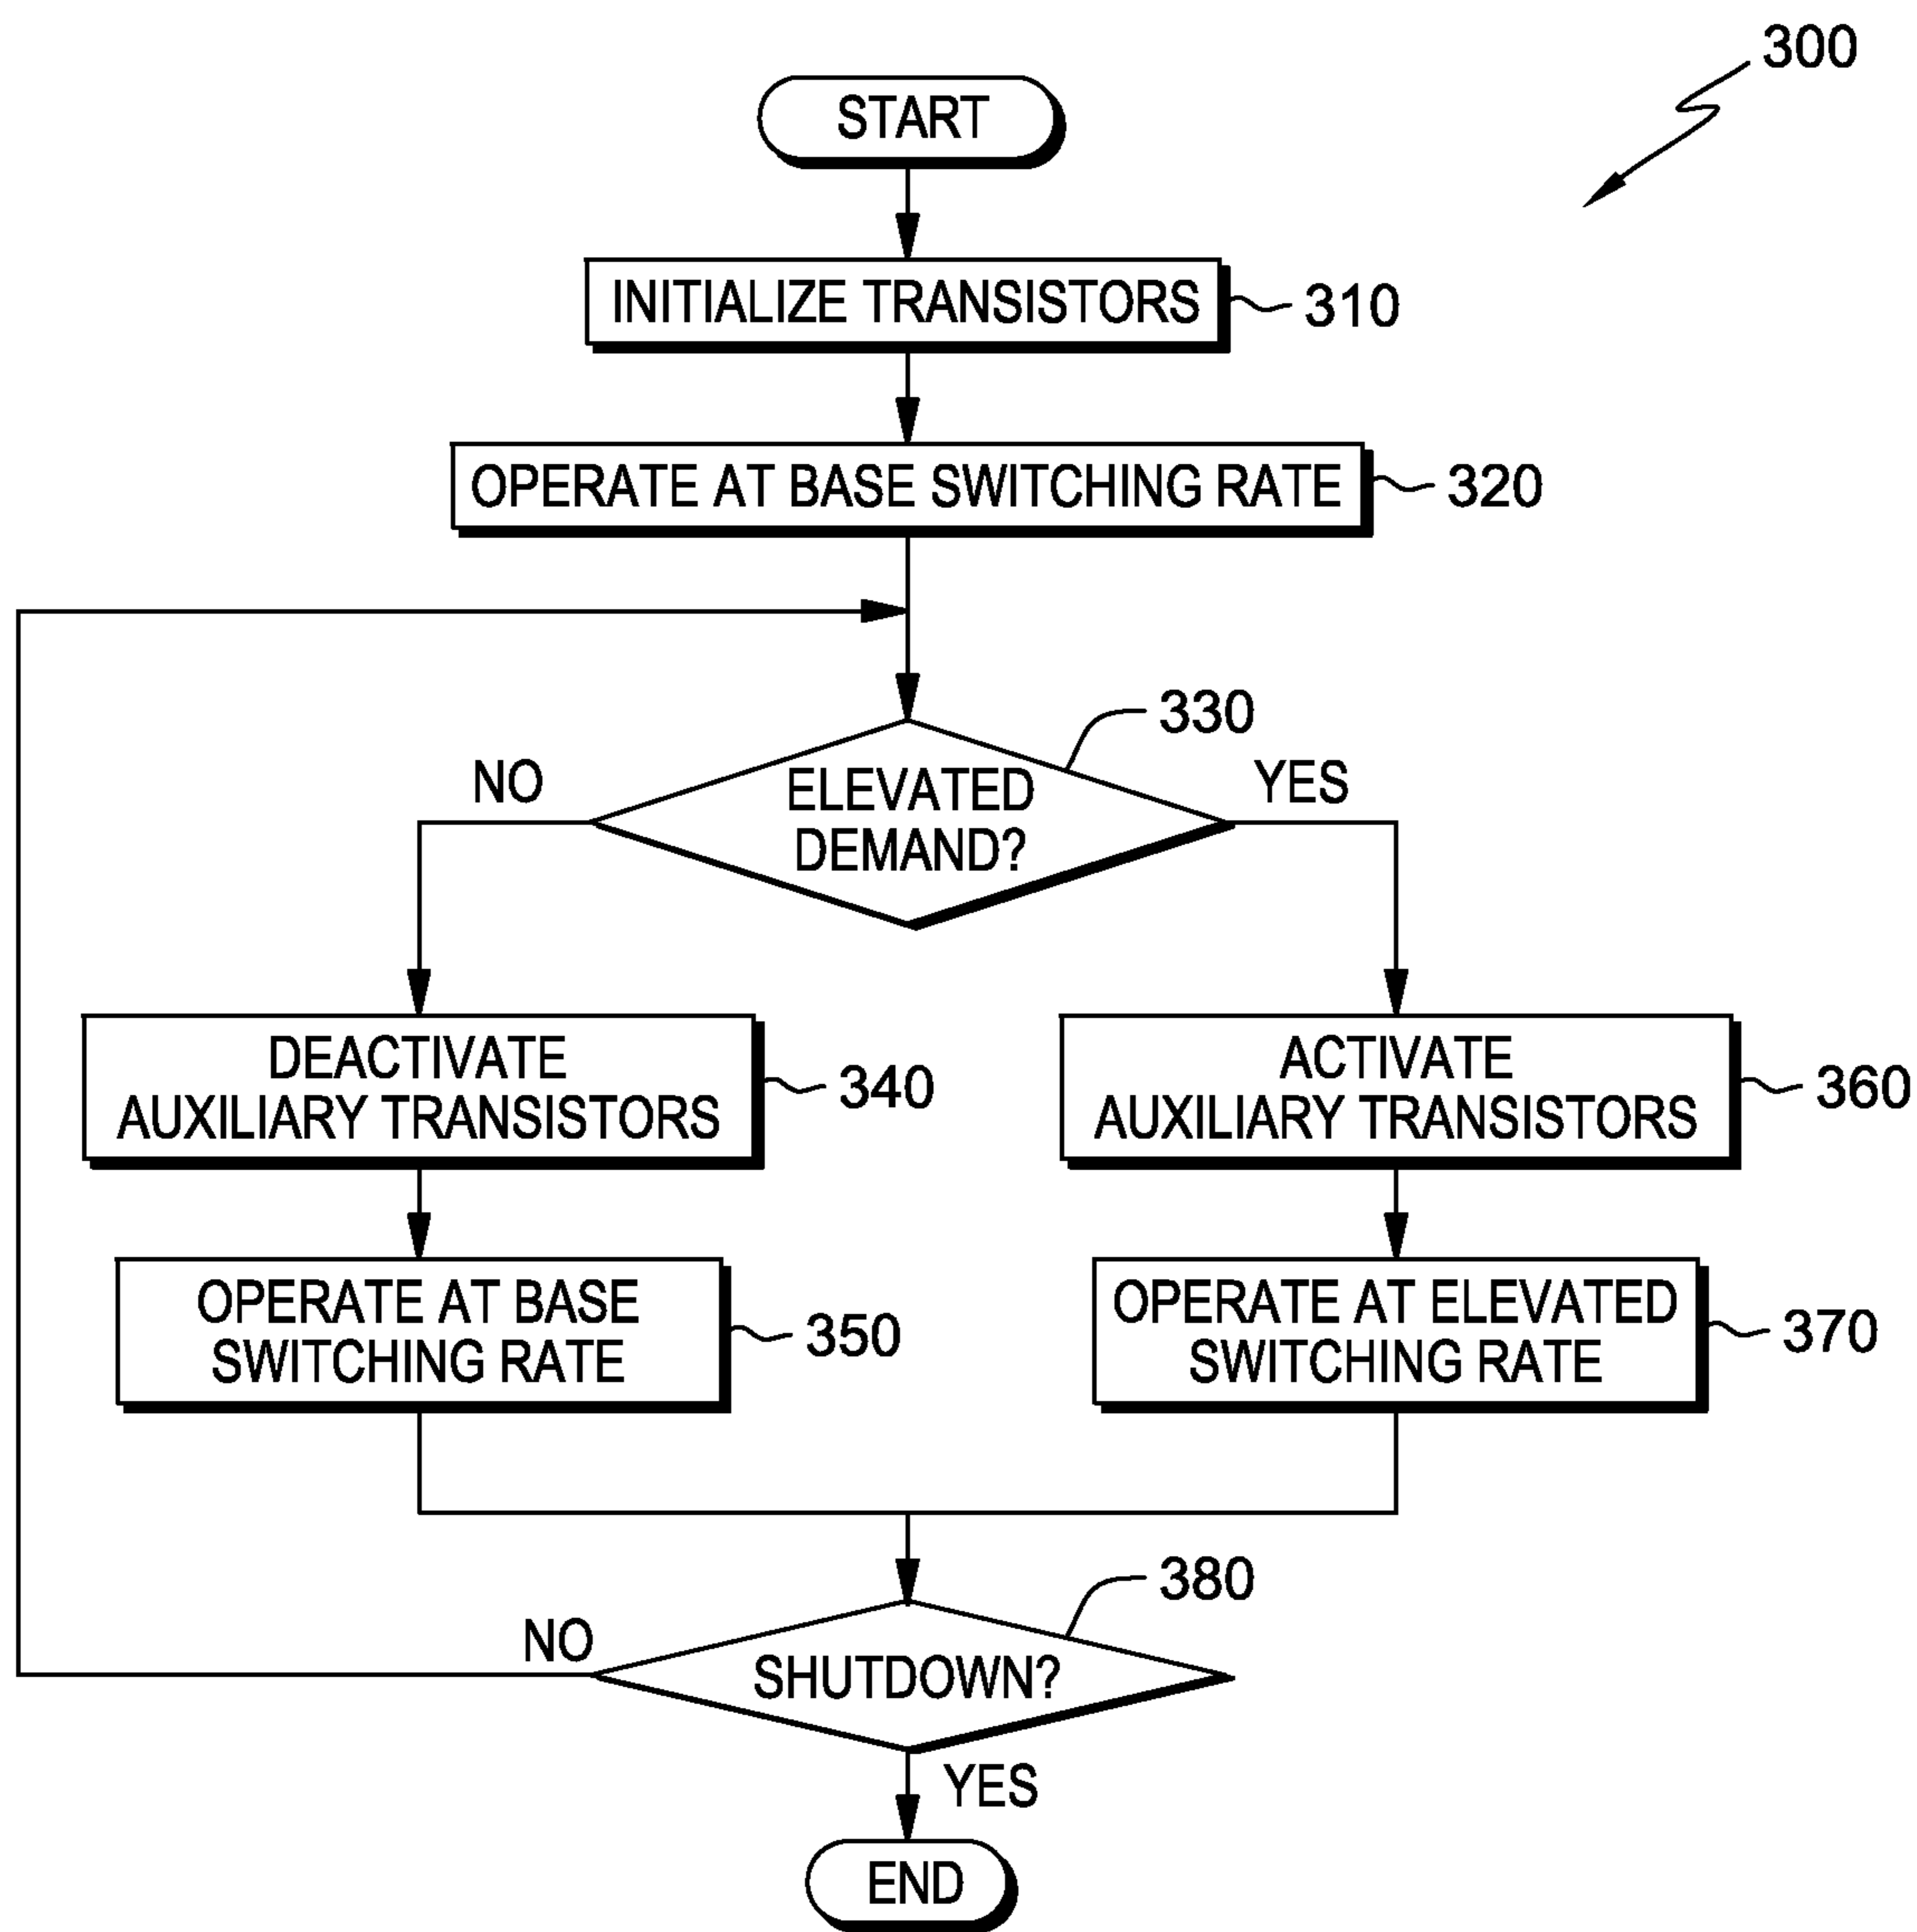 300
START
INITIALIZE TRANSISTORS
310
OPERATE AT BASE SWITCHING RATE
320
330
NO
ELEVATED
DEMAND?
YES
DEACTIVATE
AUXILIARY TRANSISTORS
340
ACTIVATE
AUXILIARY TRANSISTORS
360
OPERATE AT BASE
SWITCHING RATE
350
OPERATE AT ELEVATED
SWITCHING RATE
370
380
NO
SHUTDOWN?
YES
END